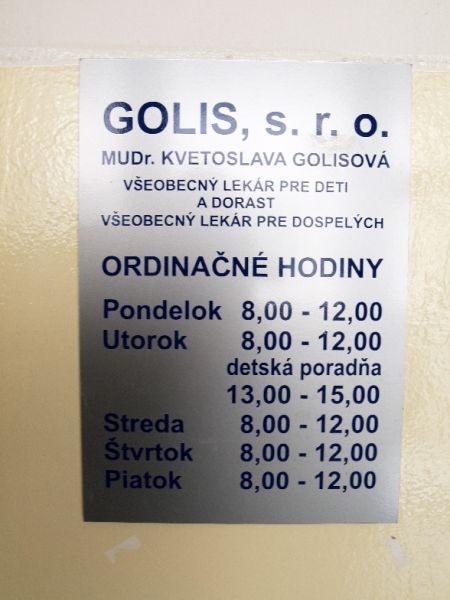 GOLIS, s. r. o.
MUDr. KVETOSLAVA GOLISOVÁ
VŠEOBECNÝ LEKÁR PRE DETI
A DORAST
VŠEOBECNÝ LEKÁR PRE DOSPELÝCH
ORDINAČNÉ HODINY
Pondelok 8,00 - 12,00
Utorok 8,00 - 12,00
detská poradňa
13,00 - 15,00
Streda 8,00 - 12,00
Štvrtok 8,00 - 12,00
Piatok 8,00 - 12,00